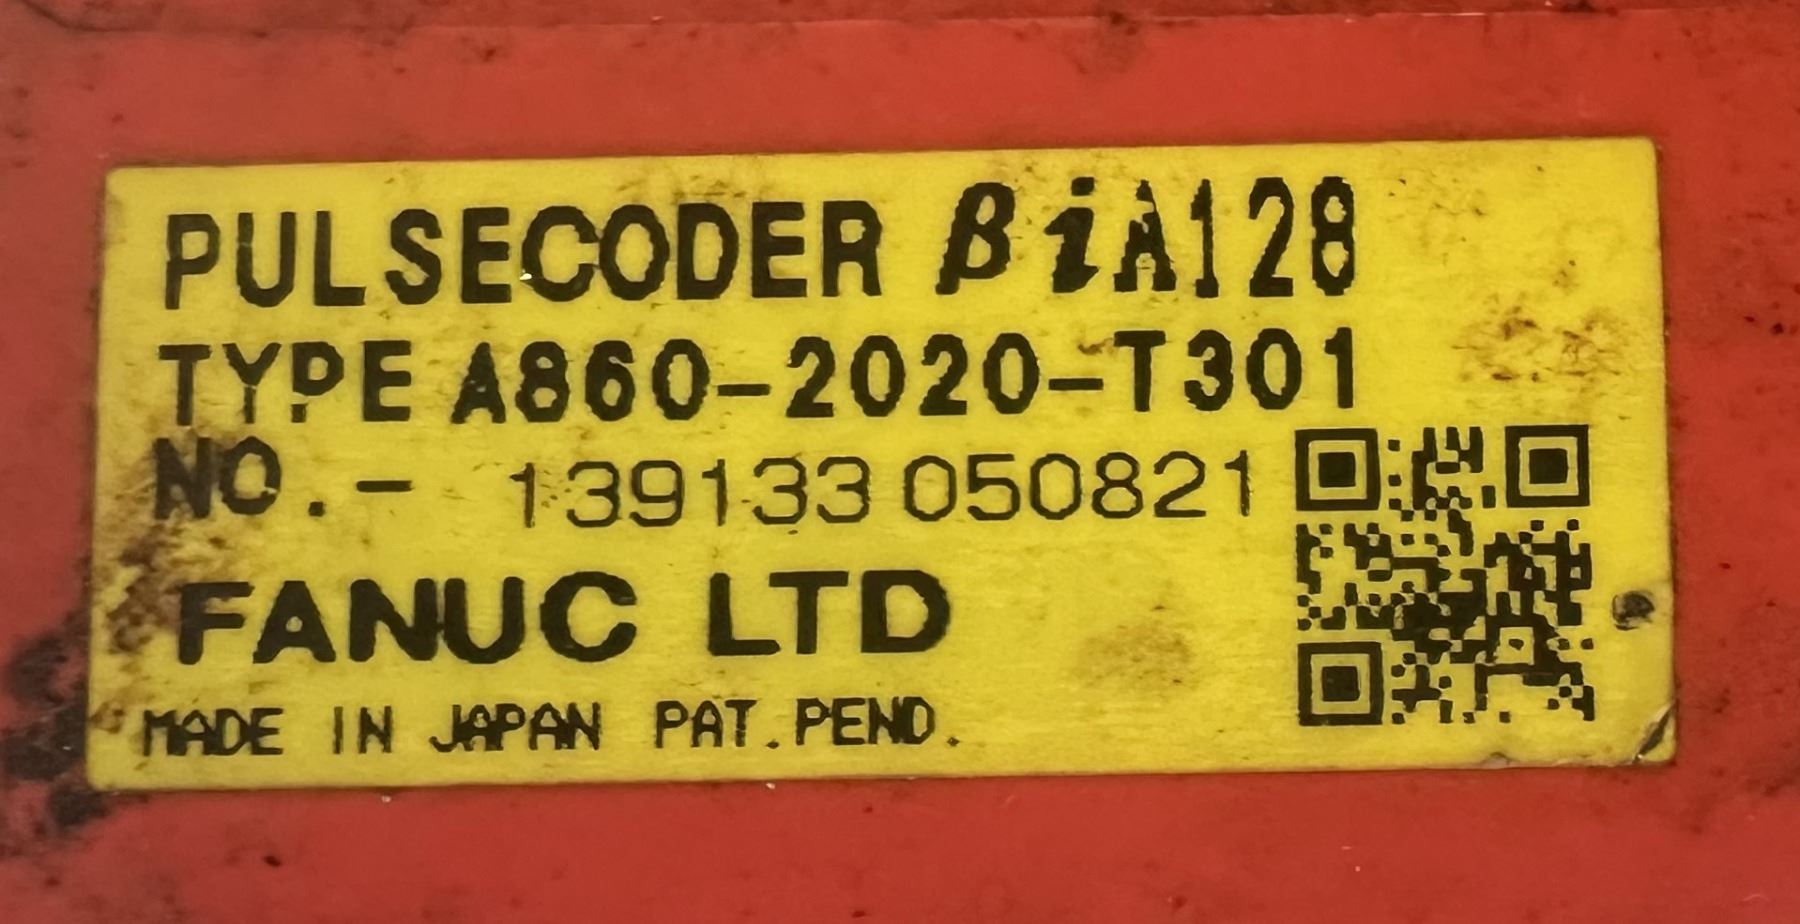 PULSECODER βiA128
TYPE A860-2020-T301
NO.- 139133 050821
FANUC LTD
MADE IN JAPAN PAT.PEND.